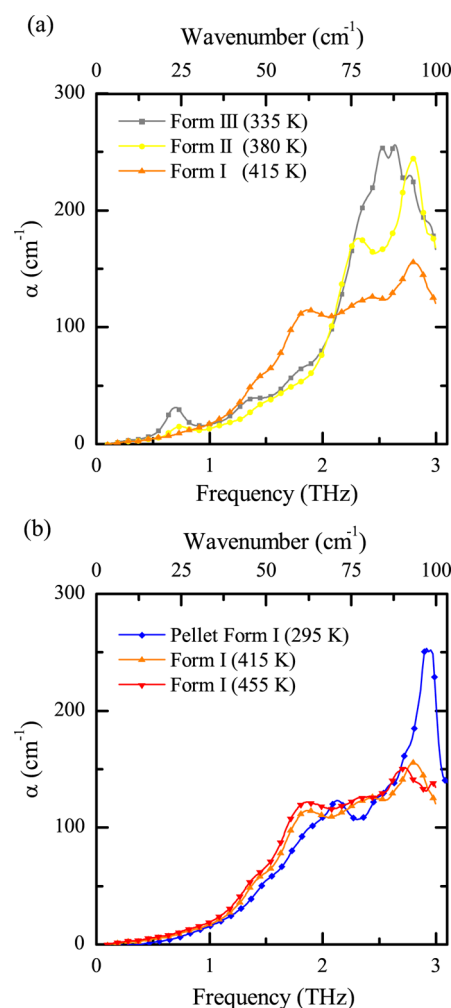 (a)
Wavenumber (cm⁻¹)
0 25 50 75 100
300
Form III (335 K)
Form II (380 K)
Form I (415 K)
200
α (cm⁻¹)
100
0
0 1 2 3
Frequency (THz)
(b)
Wavenumber (cm⁻¹)
0 25 50 75 100
300
Pellet Form I (295 K)
Form I (415 K)
Form I (455 K)
200
α (cm⁻¹)
100
0
0 1 2 3
Frequency (THz)